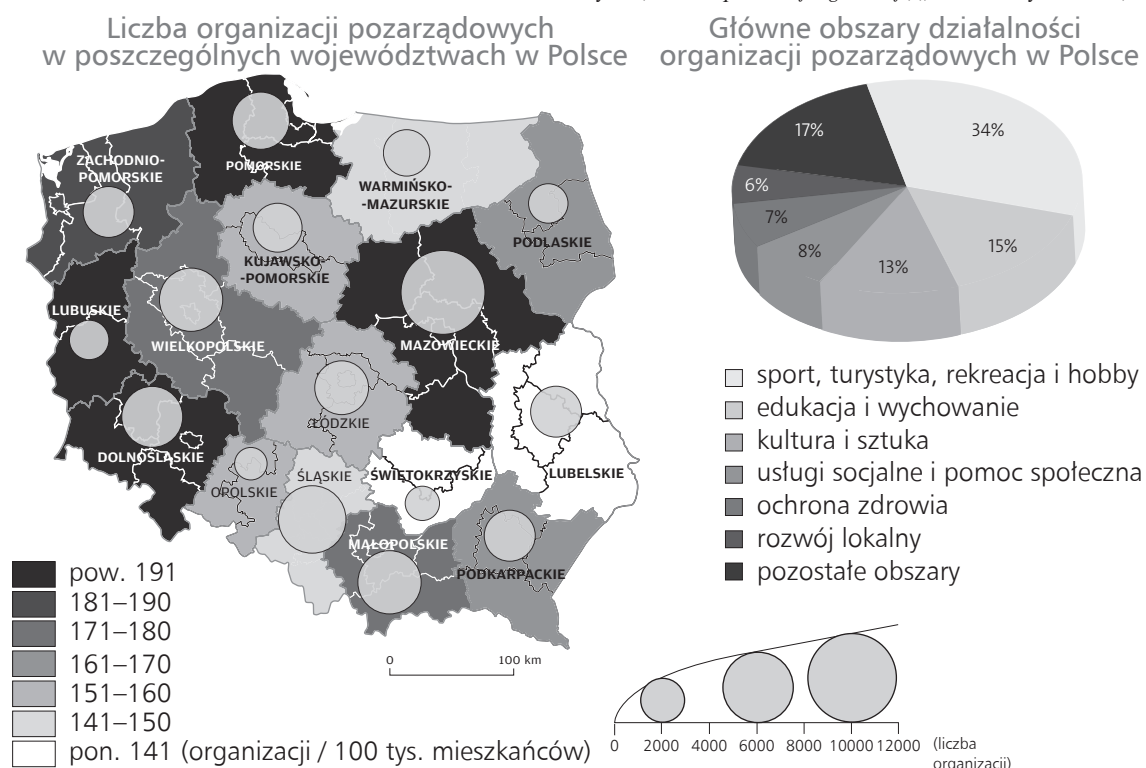 Liczba organizacji pozarządowych
w poszczególnych województwach w Polsce
ZACHODNIO-
POMORSKIE
POMORSKIE
WARMIŃSKO-
-MAZURSKIE
PODLASKIE
KUJAWSKO-
-POMORSKIE
LUBUSKIE
WIELKOPOLSKIE
MAZOWIECKIE
ŁÓDZKIE
DOLNOŚLĄSKIE
OPOLSKIE
ŚLĄSKIE
ŚWIĘTOKRZYSKIE
LUBELSKIE
MAŁOPOLSKIE
PODKARPACKIE
pow. 191
181–190
171–180
161–170
151–160
141–150
pon. 141 (organizacji / 100 tys. mieszkańców)
0 100 km
Główne obszary działalności
organizacji pozarządowych w Polsce
17%
34%
6%
7%
8%
13%
15%
sport, turystyka, rekreacja i hobby
edukacja i wychowanie
kultura i sztuka
usługi socjalne i pomoc społeczna
ochrona zdrowia
rozwój lokalny
pozostałe obszary
0 2000 4000 6000 8000 10000 12000 (liczba
organizacji)